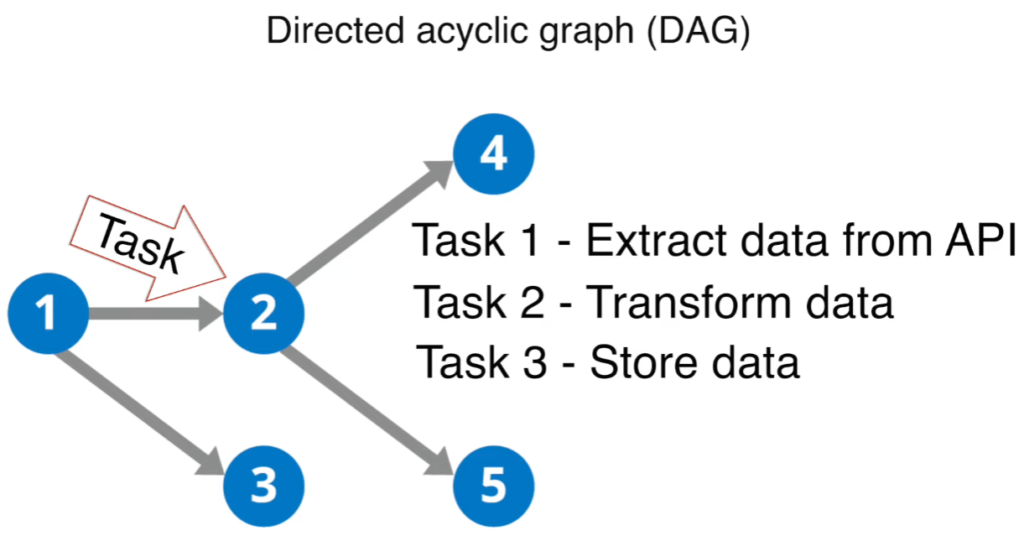 Directed acyclic graph (DAG)
4
Task
Task 1 - Extract data from API
1
2
Task 2 - Transform data
Task 3 - Store data
3
5